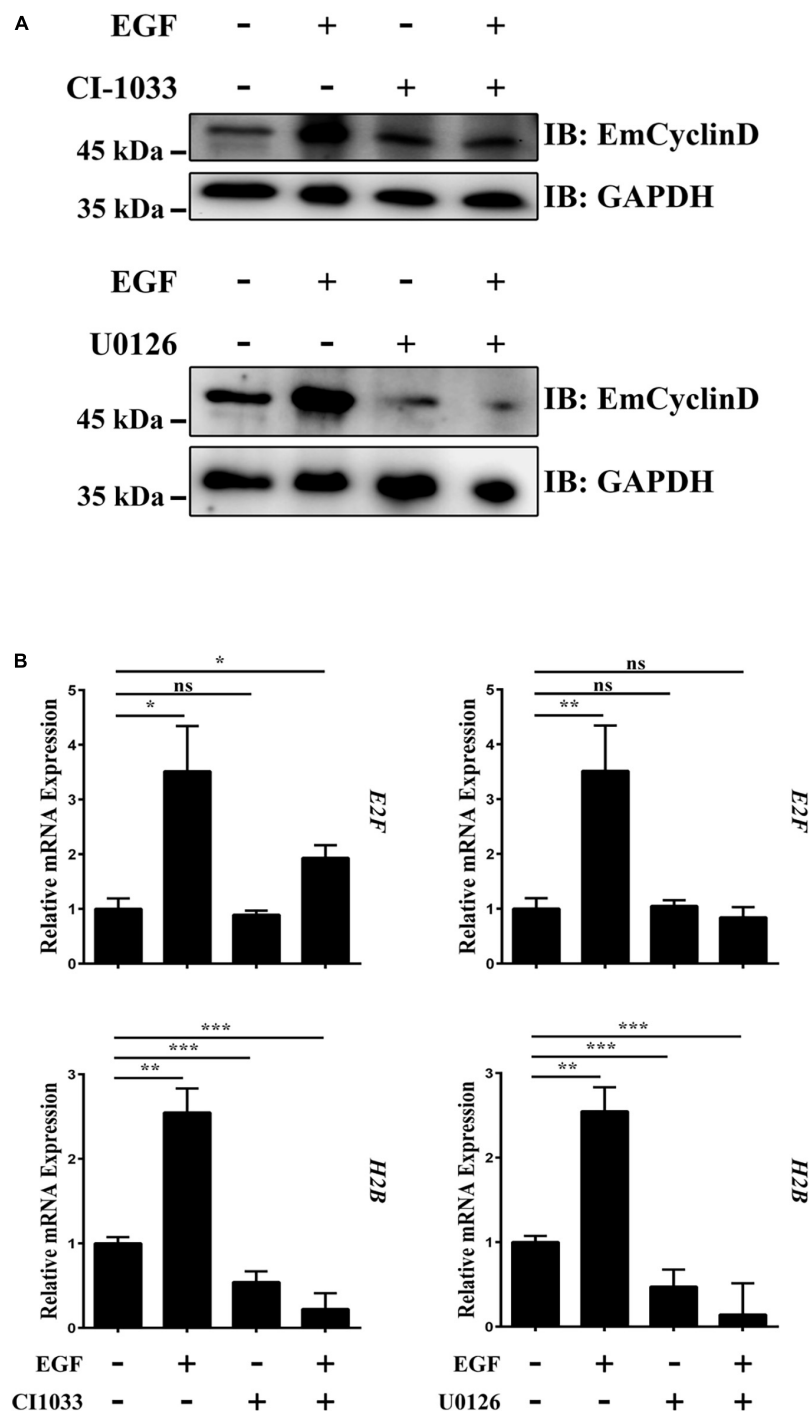 A
EGF - + - +
CI-1033 - - + +
IB: EmCyclinD
45 kDa
IB: GAPDH
35 kDa
EGF - + - +
U0126 - - + +
IB: EmCyclinD
45 kDa
IB: GAPDH
35 kDa
B
*
ns
*
5
4
3
2
1
0
Relative mRNA Expression
E2F
ns
ns
**
5
4
3
2
1
0
Relative mRNA Expression
E2F
***
***
**
3
2
1
0
Relative mRNA Expression
H2B
EGF - + - +
CI1033 - - + +
***
***
**
3
2
1
0
Relative mRNA Expression
H2B
EGF - + - +
U0126 - - + +